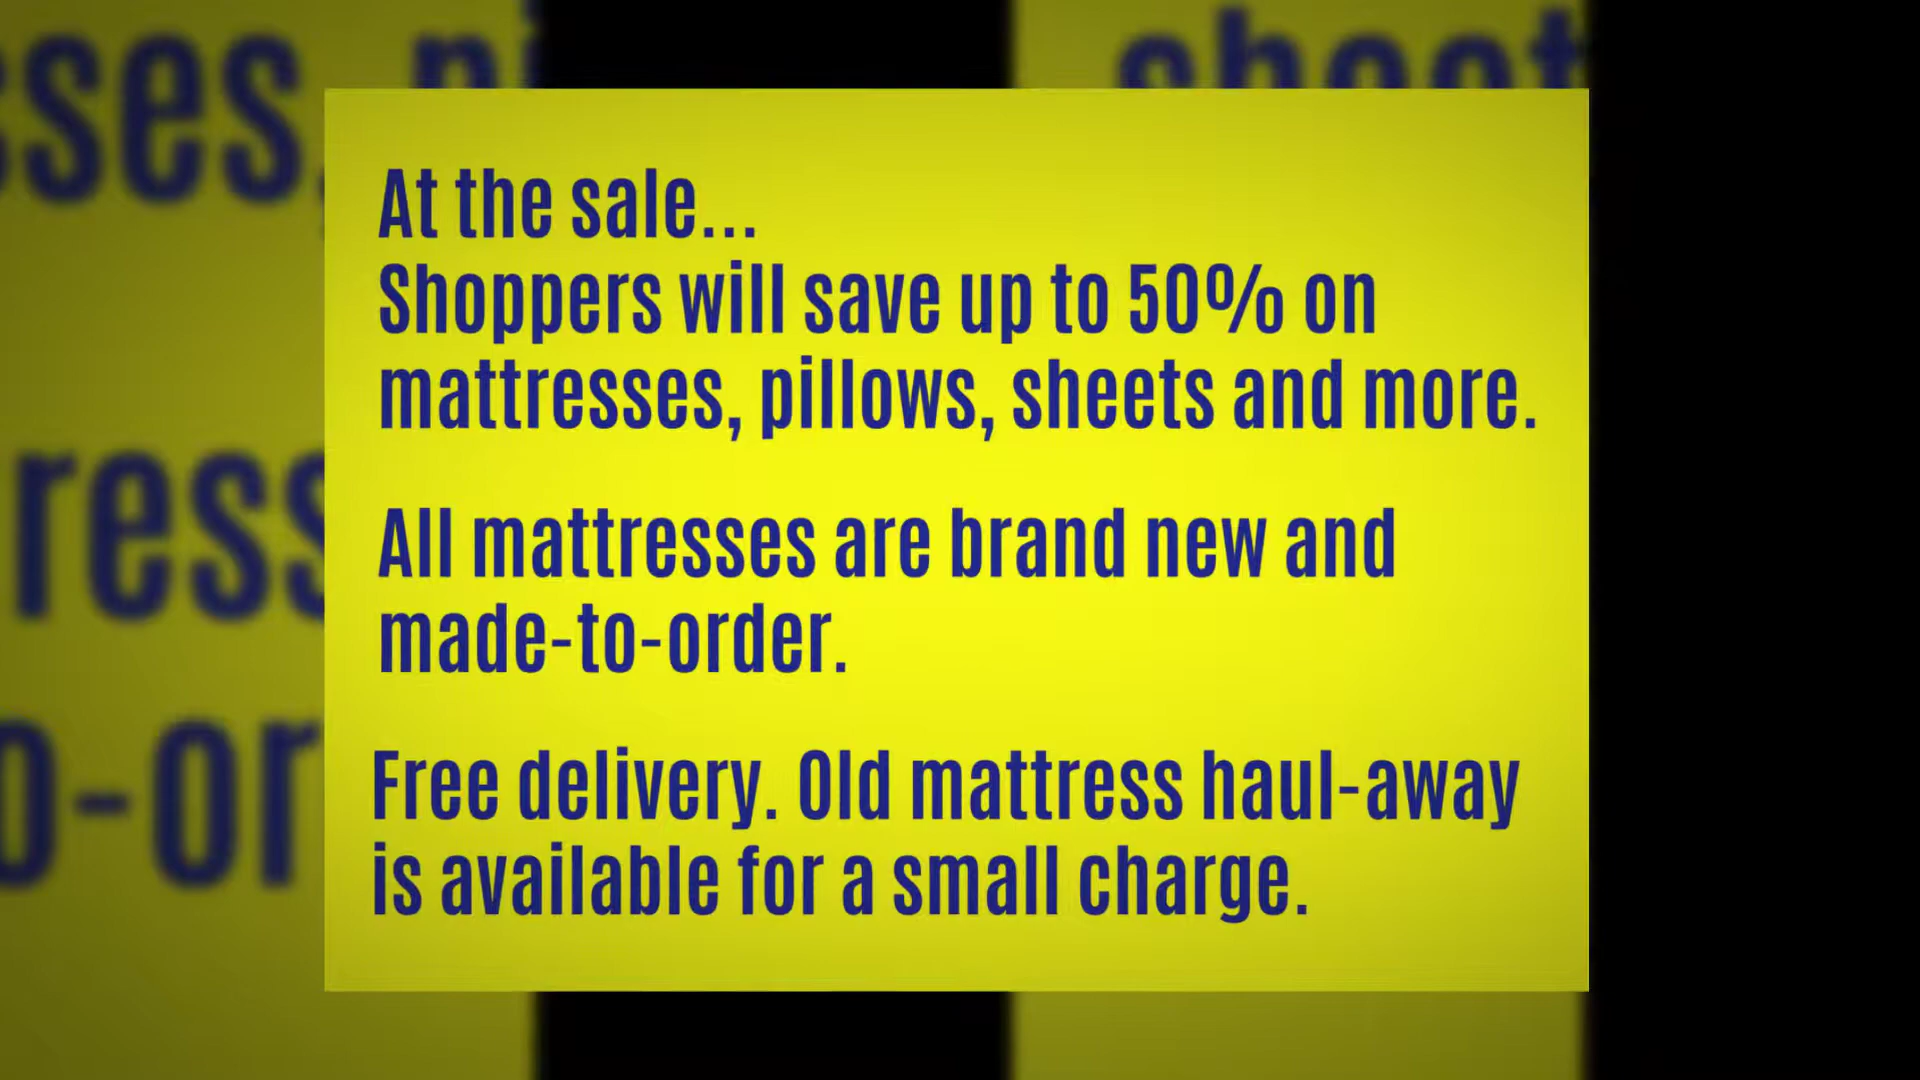 At the sale...
Shoppers will save up to 50% on
mattresses, pillows, sheets and more.
All mattresses are brand new and
made-to-order.
Free delivery. Old mattress haul-away
is available for a small charge.